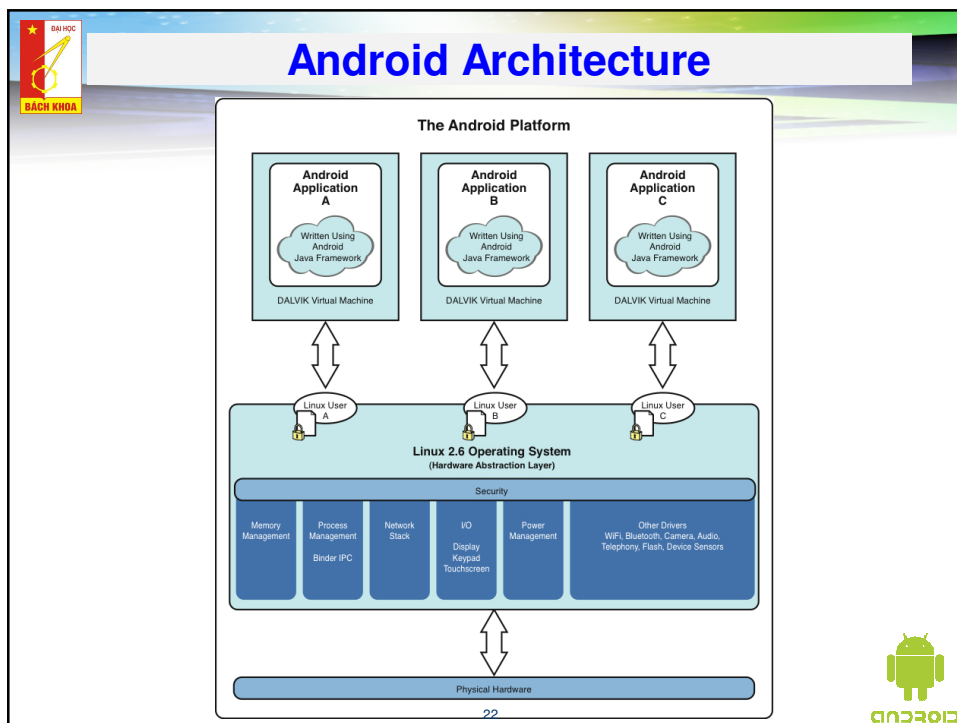 ĐẠI HỌC
BÁCH KHOA
Android Architecture
The Android Platform
Android
Application
A
Written Using
Android
Java Framework
DALVIK Virtual Machine
Android
Application
B
Written Using
Android
Java Framework
DALVIK Virtual Machine
Android
Application
C
Written Using
Android
Java Framework
DALVIK Virtual Machine
Linux User
A
Linux User
B
Linux User
C
Linux 2.6 Operating System
(Hardware Abstraction Layer)
Security
Memory
Management
Process
Management
Binder IPC
Network
Stack
I/O
Display
Keypad
Touchscreen
Power
Management
Other Drivers
WiFi, Bluetooth, Camera, Audio,
Telephony, Flash, Device Sensors
Physical Hardware
22
ANDROID